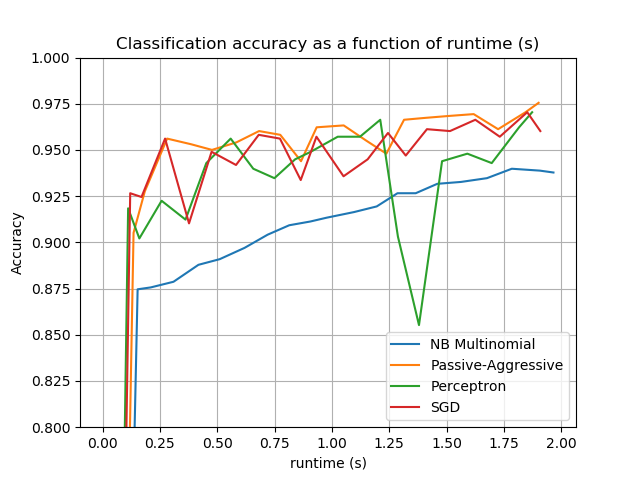 Classification accuracy as a function of runtime (s)
1.000
0.975
0.950
0.925
0.900
0.875
0.850
0.825
0.800
Accuracy
NB Multinomial
Passive-Aggressive
Perceptron
SGD
0.00 0.25 0.50 0.75 1.00 1.25 1.50 1.75 2.00
runtime (s)